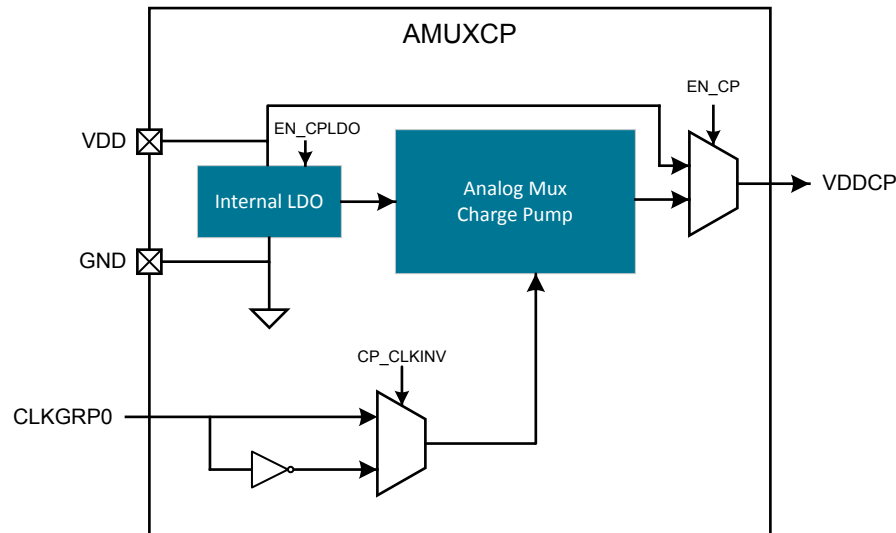 AMUXCP
EN_CP
VDD
EN_CPLDO
Internal LDO
Analog Mux
Charge Pump
VDDCP
GND
CP_CLKINV
CLKGRP0